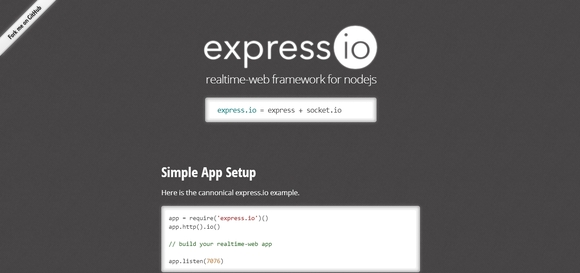 Fork me on GitHub
express io
realtime-web framework for nodejs
express.io = express + socket.io
Simple App Setup
Here is the cannonical express.io example.
app = require('express.io')()
app.http().io()
// build your realtime-web app
app.listen(7076)